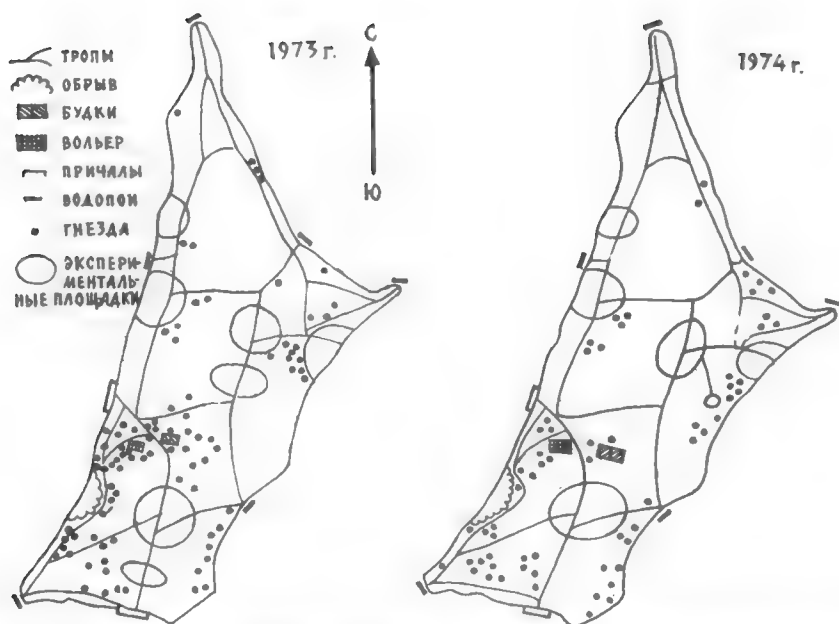 1973 г.
С
Ю
1974 г.
ТРОПЫ
ОБРЫВ
БУДКИ
ВОЛЬЕР
ПРИЧАЛЫ
ВОДОПОИ
ГНЕЗДА
ЭКСПЕРИ-
МЕНТАЛЬ-
НЫЕ ПЛОЩАДКИ